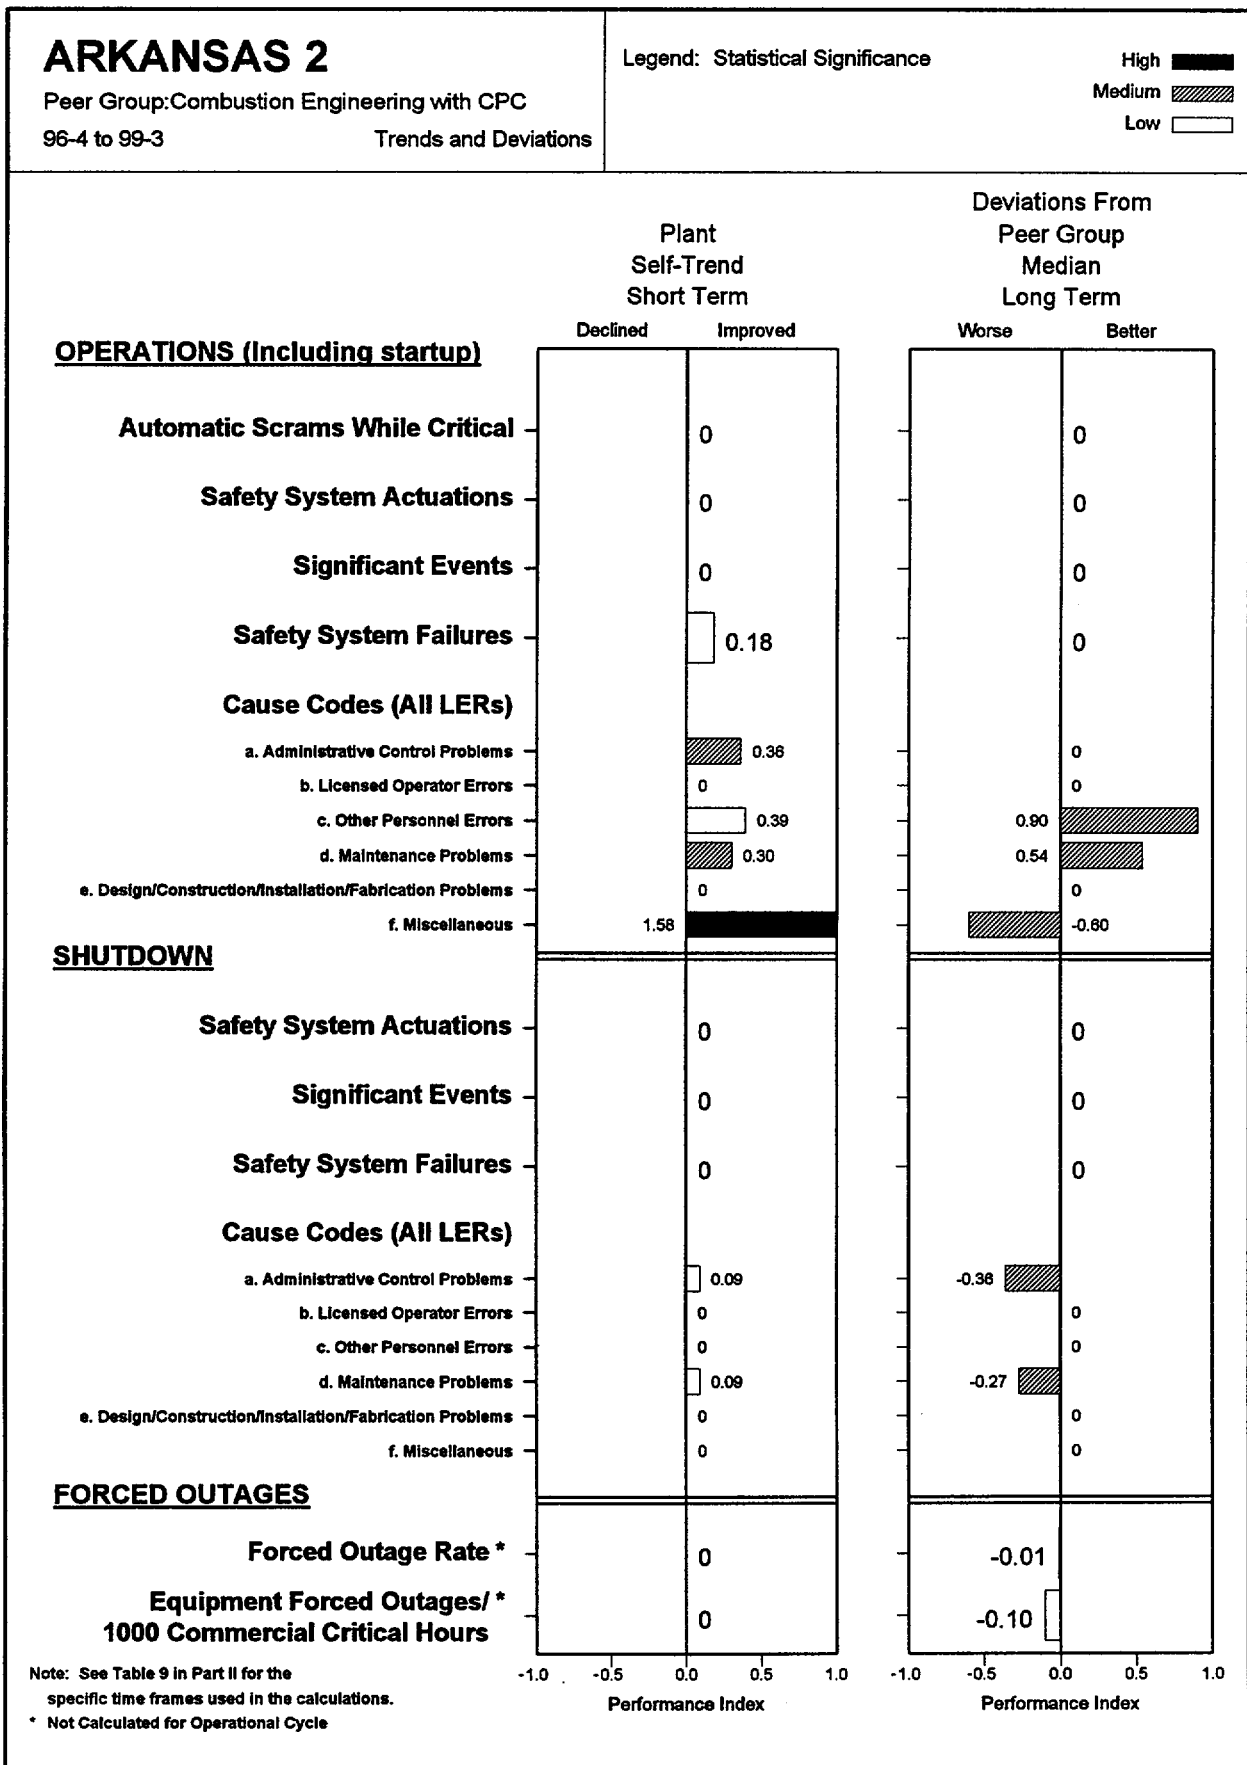 ARKANSAS 2
Peer Group:Combustion Engineering with CPC
96-4 to 99-3 Trends and Deviations
Legend: Statistical Significance
High
Medium
Low
Plant
Self-Trend
Short Term
Declined Improved
Deviations From
Peer Group
Median
Long Term
Worse Better
OPERATIONS (Including startup)
Automatic Scrams While Critical 0 0
Safety System Actuations 0 0
Significant Events 0 0
Safety System Failures 0.18 0
Cause Codes (All LERs)
a. Administrative Control Problems 0.36 0
b. Licensed Operator Errors 0 0
c. Other Personnel Errors 0.39 0.90
d. Maintenance Problems 0.30 0.54
e. Design/Construction/Installation/Fabrication Problems 0 0
f. Miscellaneous 1.58 -0.60
SHUTDOWN
Safety System Actuations 0 0
Significant Events 0 0
Safety System Failures 0 0
Cause Codes (All LERs)
a. Administrative Control Problems 0.09 -0.36
b. Licensed Operator Errors 0 0
c. Other Personnel Errors 0 0
d. Maintenance Problems 0.09 -0.27
e. Design/Construction/Installation/Fabrication Problems 0 0
f. Miscellaneous 0 0
FORCED OUTAGES
Forced Outage Rate * 0 -0.01
Equipment Forced Outages/ *
1000 Commercial Critical Hours 0 -0.10
-1.0 -0.5 0.0 0.5 1.0 -1.0 -0.5 0.0 0.5 1.0
Performance Index Performance Index
Note: See Table 9 in Part II for the
specific time frames used in the calculations.
* Not Calculated for Operational Cycle